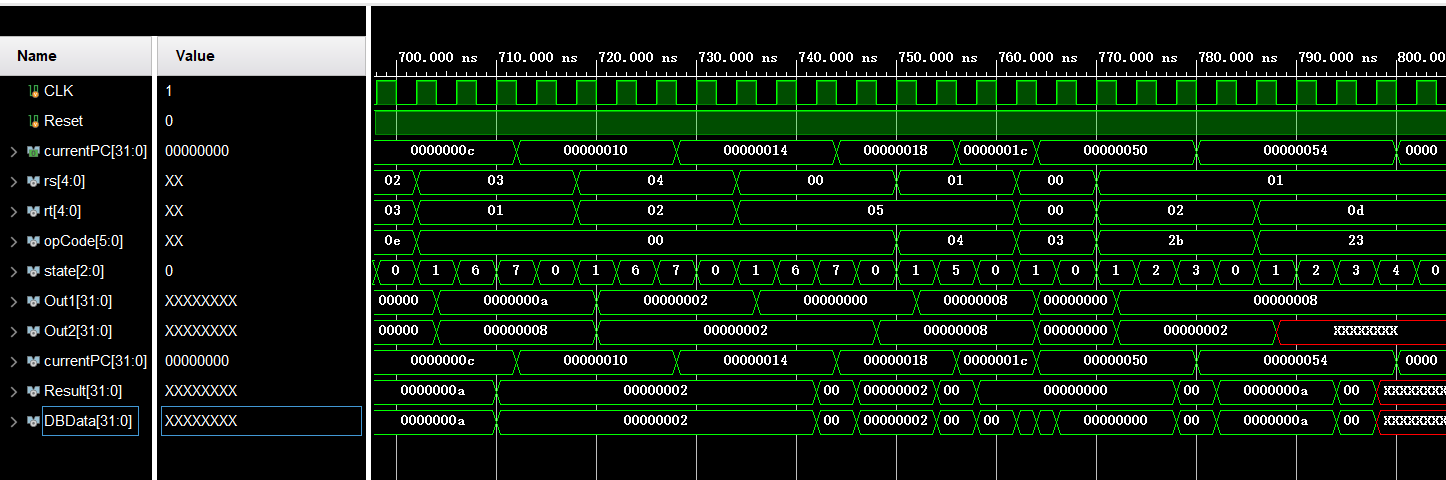 Name Value 700.000 ns 710.000 ns 720.000 ns 730.000 ns 740.000 ns 750.000 ns 760.000 ns 770.000 ns 780.000 ns 790.000 ns 800.00
CLK 1
Reset 0
currentPC[31:0] 00000000 0000000c 00000010 00000014 00000018 0000001c 00000050 00000054 0000
rs[4:0] XX 02 03 04 00 01 00 01
rt[4:0] XX 03 01 02 05 00 02 0d
opCode[5:0] XX 0e 00 04 03 2b 23
state[2:0] 0 0 1 6 7 0 1 6 7 0 1 6 7 0 1 5 0 1 0 1 2 3 0 1 2 3 4 0
Out1[31:0] XXXXXXXX 00000 0000000a 00000002 00000000 00000008 00000000 00000008
Out2[31:0] XXXXXXXX 00000 00000008 00000002 00000008 00000000 00000002 XXXXXXXX
currentPC[31:0] 00000000 0000000c 00000010 00000014 00000018 0000001c 00000050 00000054 0000
Result[31:0] XXXXXXXX 0000000a 00000002 00 00000002 00 00000000 00 0000000a 00 XXXXXXXX
DBData[31:0] XXXXXXXX 0000000a 00000002 00 00000002 00 00 00000000 00 0000000a 00 XXXXXXXX